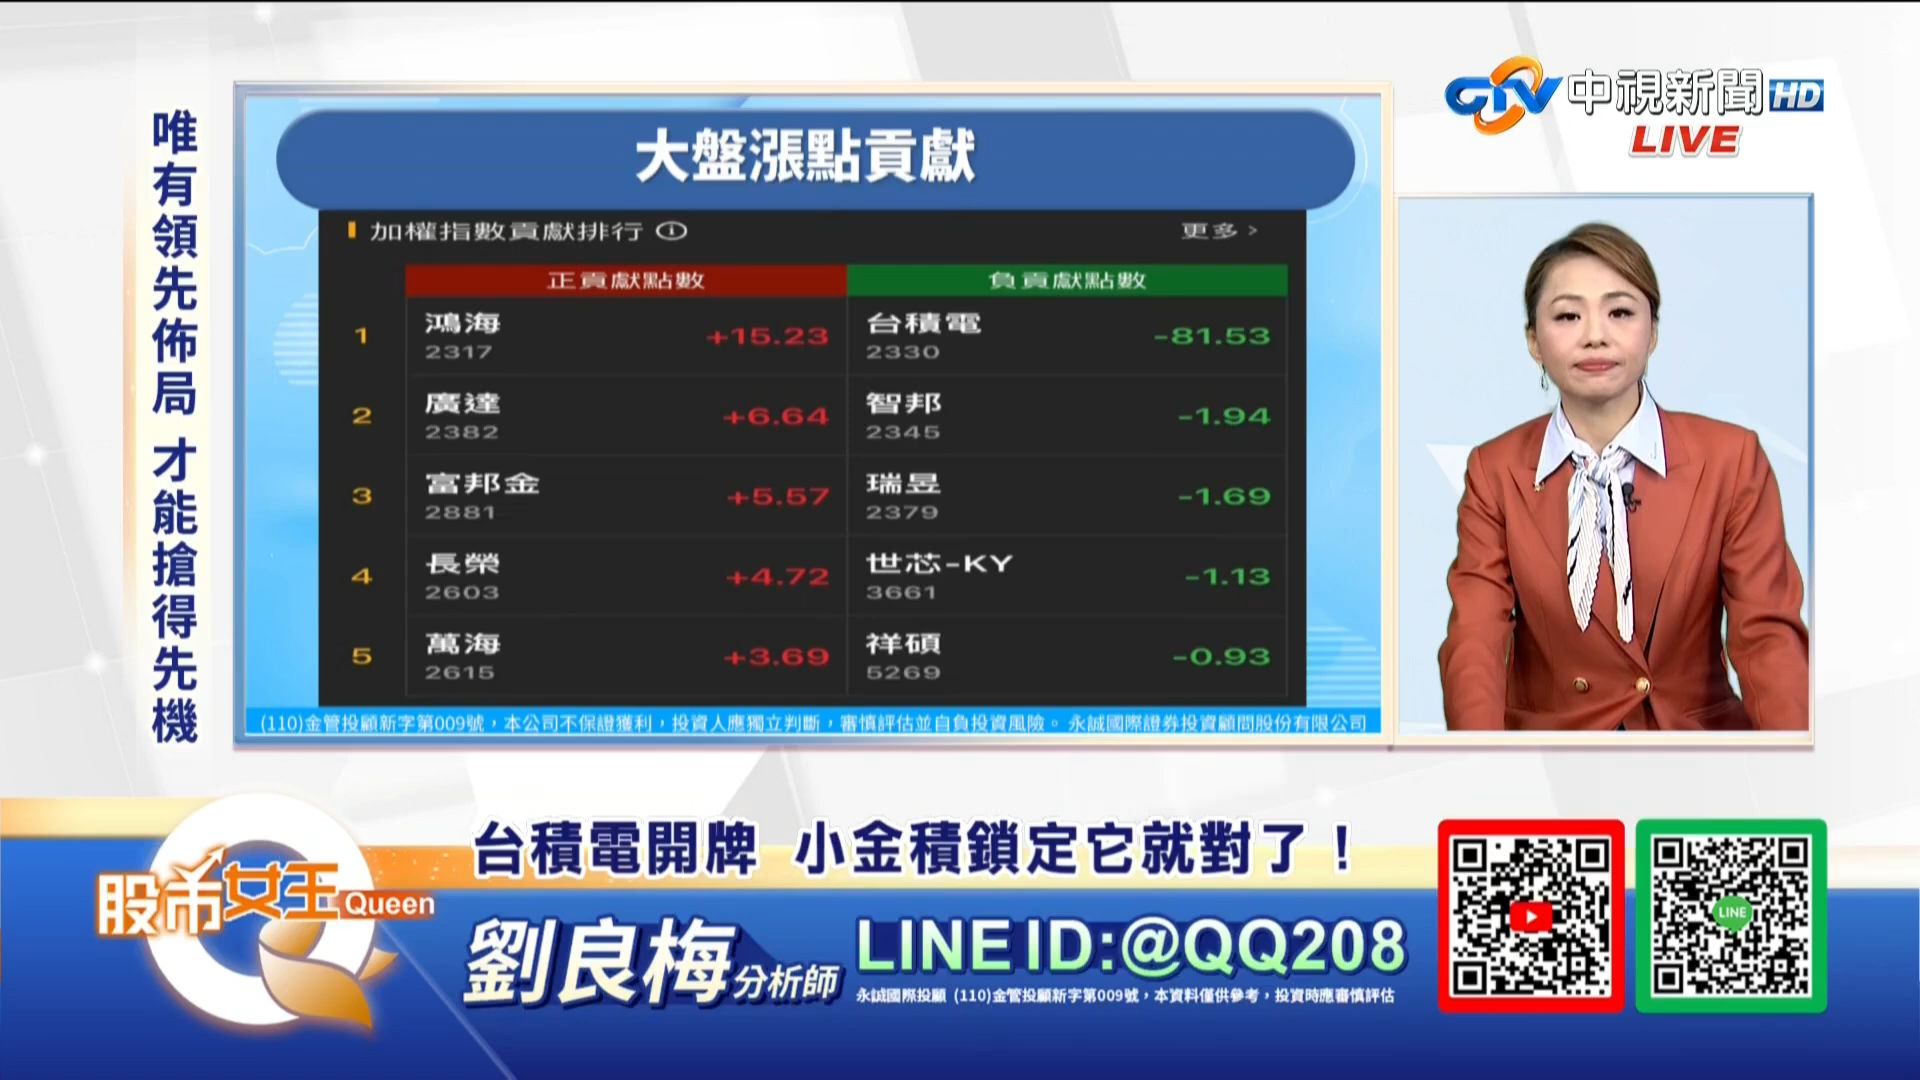 唯有領先佈局 才能搶得先機
大盤漲點貢獻
CTV 中視新聞 HD
LIVE
加權指數貢獻排行 ⓘ 更多 >
正貢獻點數 負貢獻點數
1 鴻海 2317 +15.23 台積電 2330 -81.53
2 廣達 2382 +6.64 智邦 2345 -1.94
3 富邦金 2881 +5.57 瑞昱 2379 -1.69
4 長榮 2603 +4.72 世芯-KY 3661 -1.13
5 萬海 2615 +3.69 祥碩 5269 -0.93
(110)金管投顧新字第009號，本公司不保證獲利，投資人應獨立判斷，審慎評估並自負投資風險。 永誠國際證券投資顧問股份有限公司
台積電開牌 小金積鎖定它就對了！
股市女王 Queen
劉良梅 分析師
LINE ID:@QQ208
永誠國際投顧 (110)金管投顧新字第009號，本資料僅供參考，投資時應審慎評估
LINE